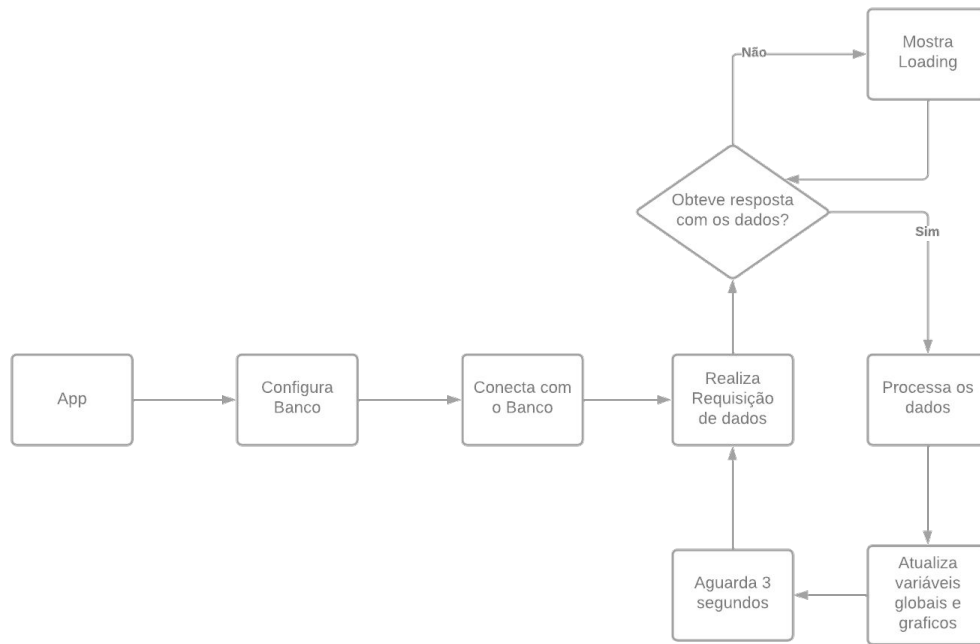 Não
Mostra
Loading
Obteve resposta
com os dados?
Sim
App
Configura
Banco
Conecta com
o Banco
Realiza
Requisição
de dados
Processa os
dados
Aguarda 3
segundos
Atualiza
variáveis
globais e
graficos